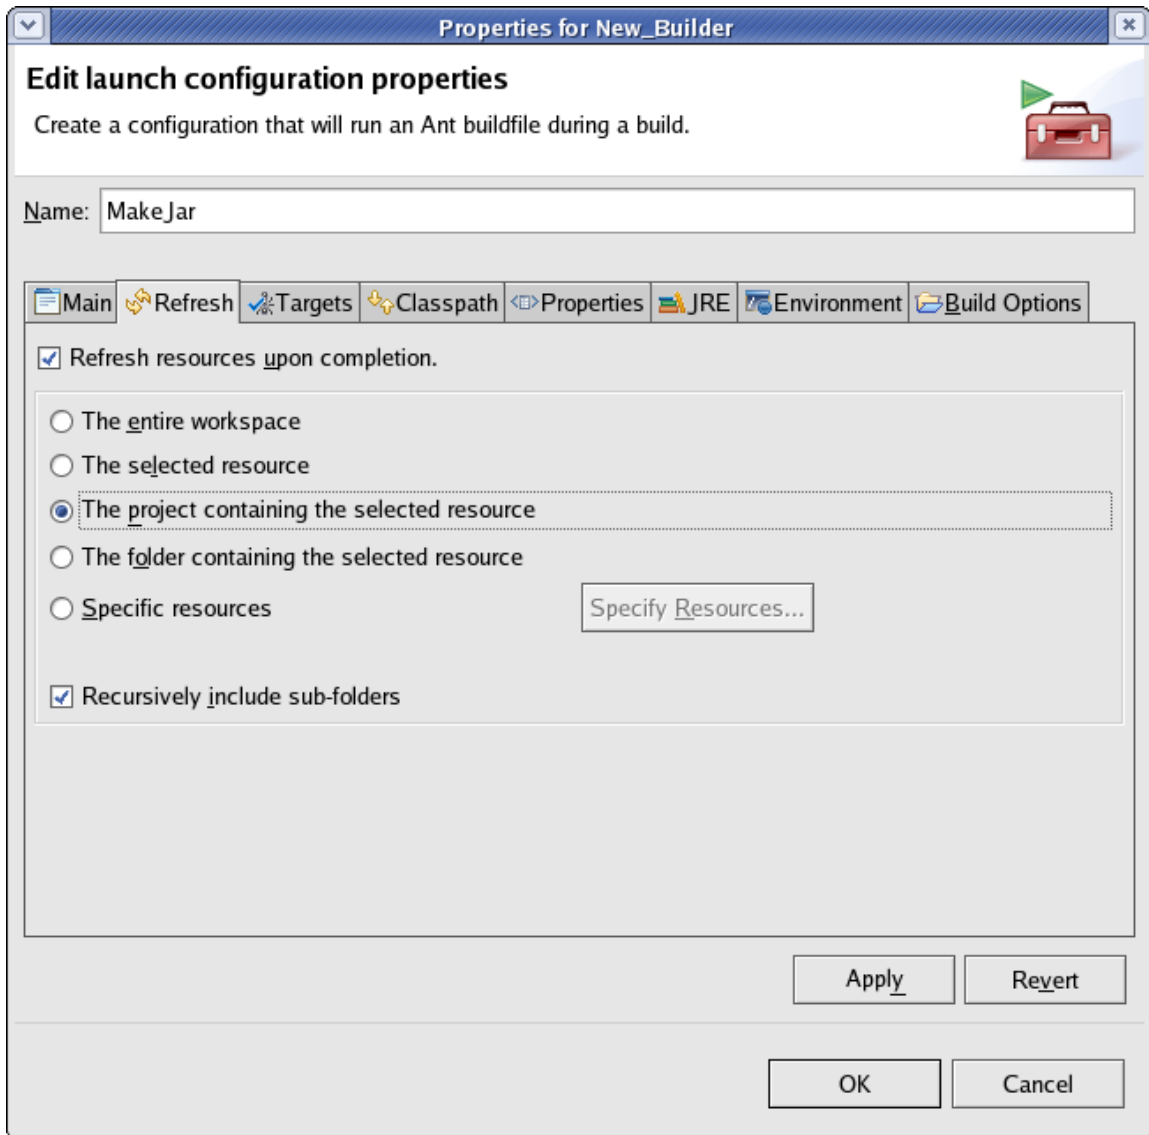 Properties for New_Builder
Edit launch configuration properties
Create a configuration that will run an Ant buildfile during a build.
Name: MakeJar
Main Refresh Targets Classpath Properties JRE Environment Build Options
Refresh resources upon completion.
The entire workspace
The selected resource
The project containing the selected resource
The folder containing the selected resource
Specific resources Specify Resources...
Recursively include sub-folders
Apply Revert
OK Cancel